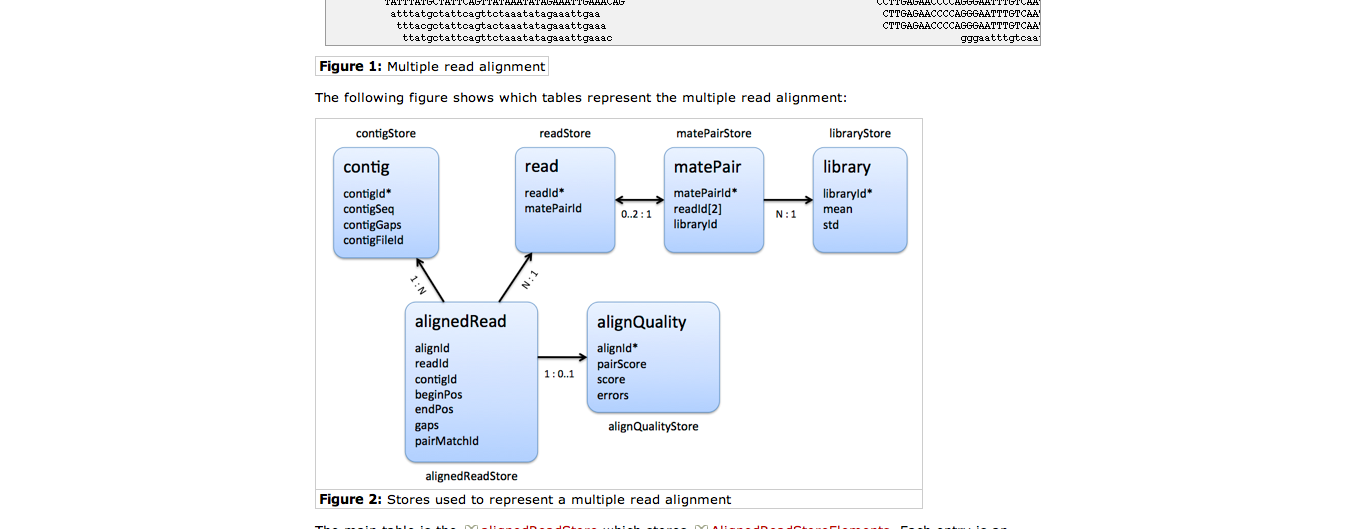 TATTTATGCTATTCAGTTATAAATATAGAAATTGAAACAG CCTTGAGAACCCCAGGGAATTTGTCAA
atttatgctattcagttctaaatatagaaattgaa CTTGAGAACCCCAGGGAATTTGTCAA
tttacgctattcagtactaaatatagaaattgaaa CTTGAGAACCCCAGGGAATTTGTCAA
ttatgctattcagttctaaatatagaaattgaaac gggaatttgtcaa
Figure 1: Multiple read alignment
The following figure shows which tables represent the multiple read alignment:
contigStore readStore matePairStore libraryStore
contig
contigId*
contigSeq
contigGaps
contigFileId
read
readId*
matePairId
0..2 : 1
matePair
matePairId*
readId[2]
libraryId
N : 1
library
libraryId*
mean
std
1 : N
N : 1
alignedRead
alignId
readId
contigId
beginPos
endPos
gaps
pairMatchId
1 : 0..1
alignQuality
alignId*
pairScore
score
errors
alignQualityStore
alignedReadStore
Figure 2: Stores used to represent a multiple read alignment
The main table is the alignedReadStore which stores AlignedReadStoreElements. Each entry is an